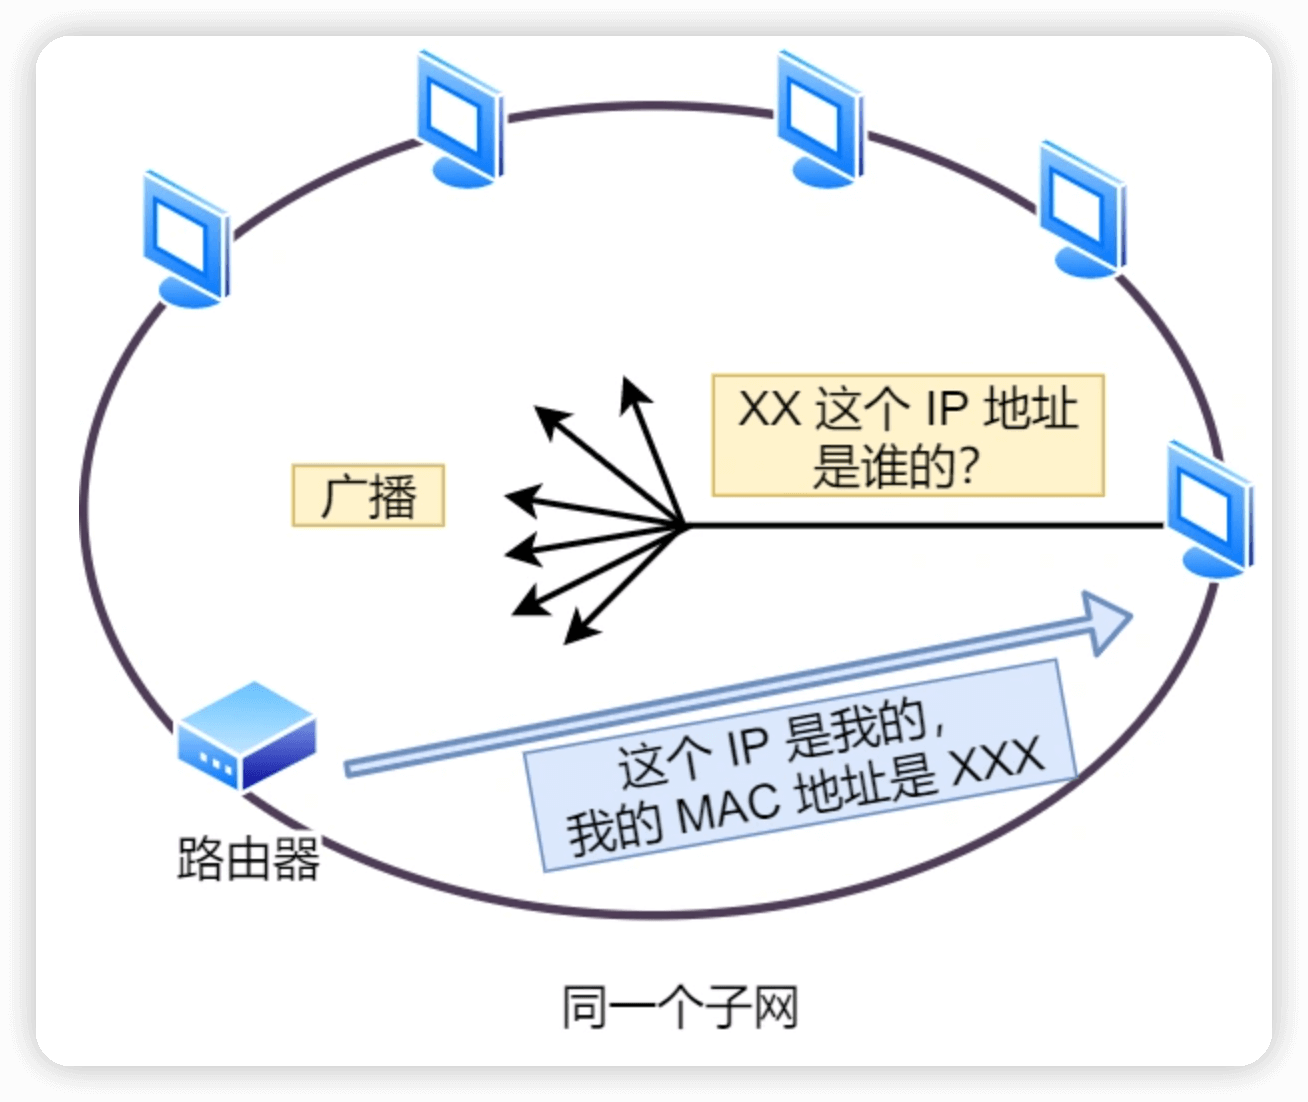 XX 这个 IP 地址
是谁的？
广播
这个 IP 是我的，
我的 MAC 地址是 XXX
路由器
同一个子网